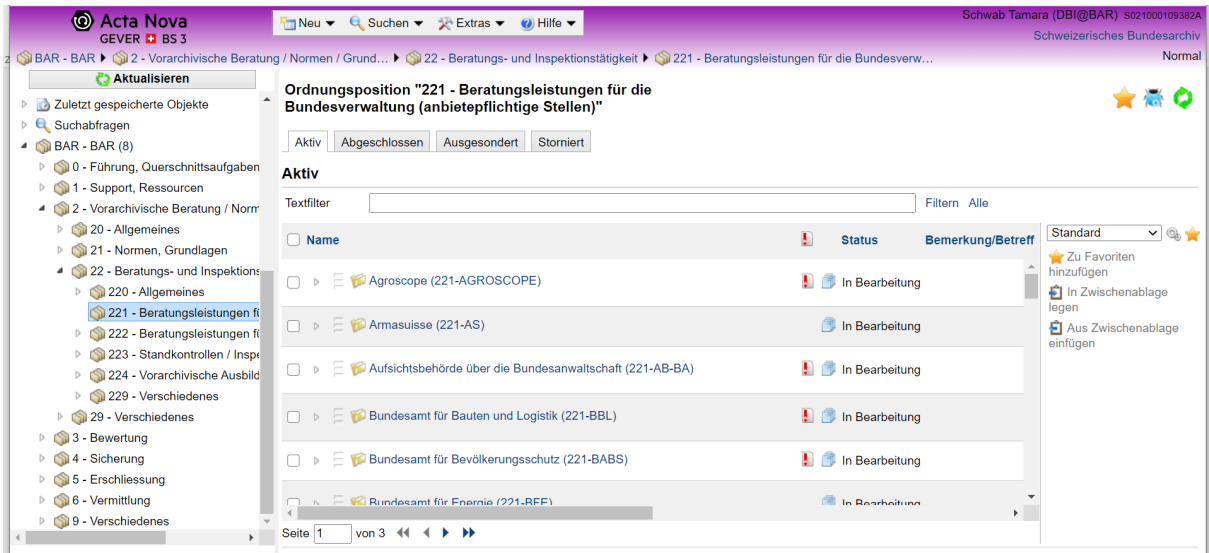 Acta Nova
GEVER BS 3
Neu Suchen Extras Hilfe
Schwab Tamara (DBI@BAR) S021000109382A
Schweizerisches Bundesarchiv
BAR - BAR 2 - Vorarchivische Beratung / Normen / Grund… 22 - Beratungs- und Inspektionstätigkeit 221 - Beratungsleistungen für die Bundesverw…
Normal
Aktualisieren
Zuletzt gespeicherte Objekte
Suchabfragen
BAR - BAR (8)
0 - Führung, Querschnittsaufgaben
1 - Support, Ressourcen
2 - Vorarchivische Beratung / Norm
20 - Allgemeines
21 - Normen, Grundlagen
22 - Beratungs- und Inspektions
220 - Allgemeines
221 - Beratungsleistungen fü
222 - Beratungsleistungen fü
223 - Standkontrollen / Inspe
224 - Vorarchivische Ausbild
229 - Verschiedenes
29 - Verschiedenes
3 - Bewertung
4 - Sicherung
5 - Erschliessung
6 - Vermittlung
9 - Verschiedenes
Ordnungsposition "221 - Beratungsleistungen für die
Bundesverwaltung (anbietepflichtige Stellen)"
Aktiv Abgeschlossen Ausgesondert Storniert
Aktiv
Textfilter Filtern Alle
Name Status Bemerkung/Betreff
Agroscope (221-AGROSCOPE) In Bearbeitung
Armasuisse (221-AS) In Bearbeitung
Aufsichtsbehörde über die Bundesanwaltschaft (221-AB-BA) In Bearbeitung
Bundesamt für Bauten und Logistik (221-BBL) In Bearbeitung
Bundesamt für Bevölkerungsschutz (221-BABS) In Bearbeitung
Bundesamt für Energie (221-BFE) In Bearbeitung
Seite 1 von 3
Standard
Zu Favoriten
hinzufügen
In Zwischenablage
legen
Aus Zwischenablage
einfügen